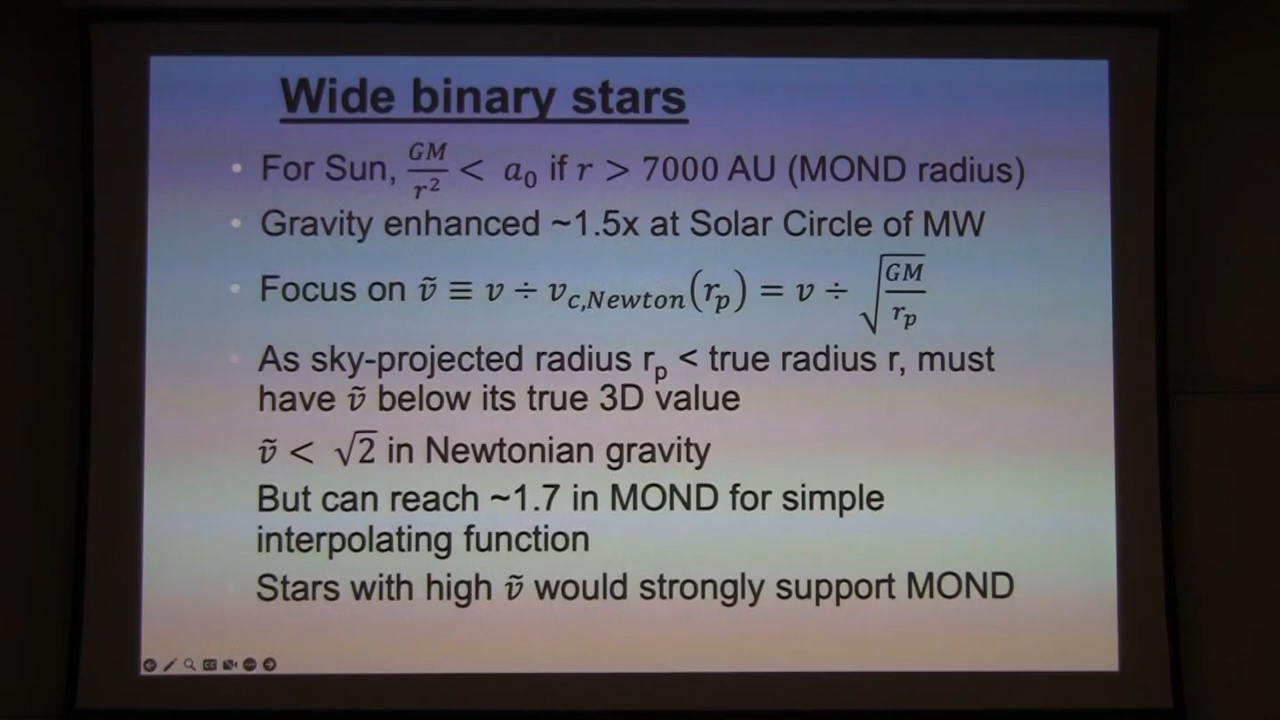 Wide binary stars
• For Sun, GM/r² < a₀ if r > 7000 AU (MOND radius)
• Gravity enhanced ~1.5x at Solar Circle of MW
• Focus on ṽ ≡ v ÷ v_{c,Newton}(r_p) = v ÷ √(GM/r_p)
• As sky-projected radius r_p < true radius r, must
have ṽ below its true 3D value
ṽ < √2 in Newtonian gravity
But can reach ~1.7 in MOND for simple
interpolating function
Stars with high ṽ would strongly support MOND